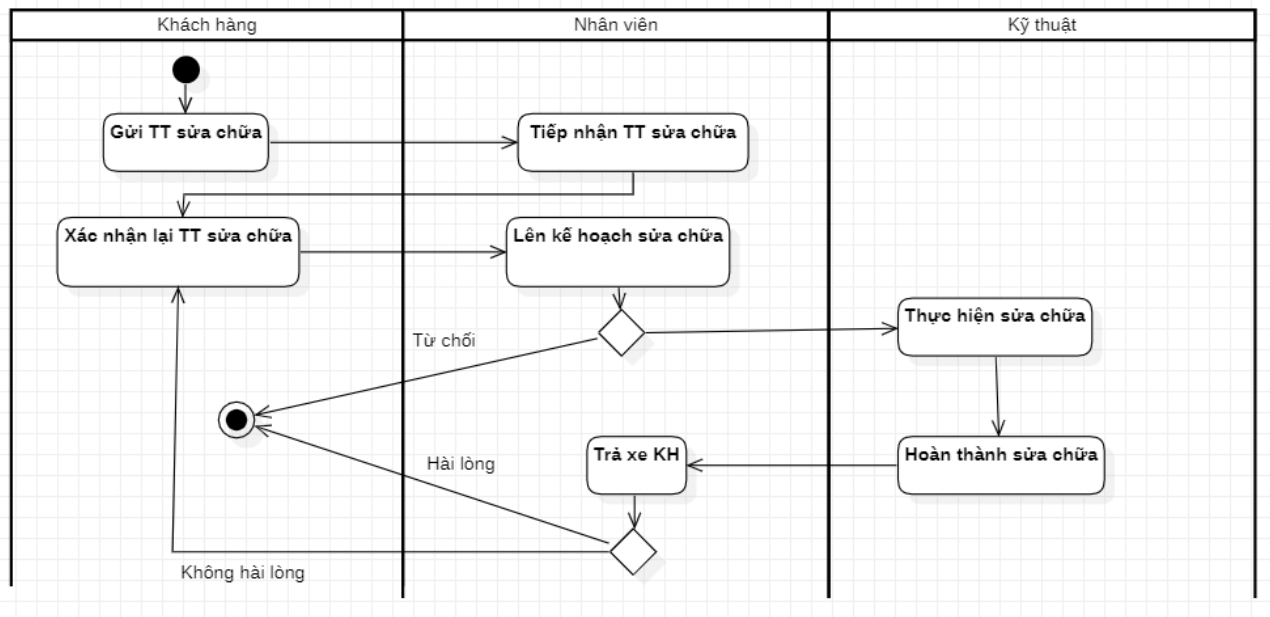 Khách hàng
Nhân viên
Kỹ thuật
Gửi TT sửa chữa
Tiếp nhận TT sửa chữa
Xác nhận lại TT sửa chữa
Lên kế hoạch sửa chữa
Thực hiện sửa chữa
Từ chối
Trả xe KH
Hoàn thành sửa chữa
Hài lòng
Không hài lòng